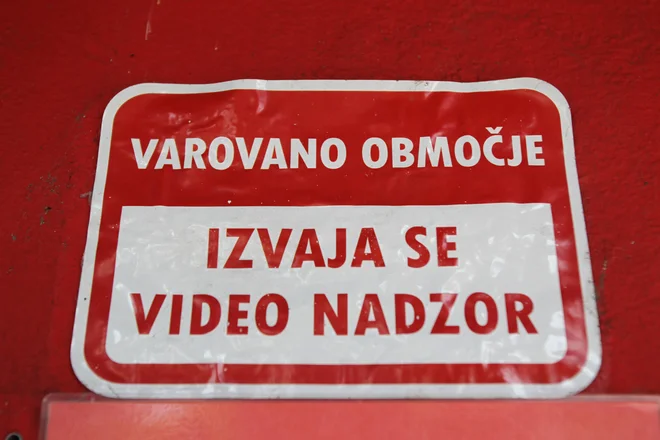 VAROVANO OBMOČJE
IZVAJA SE
VIDEO NADZOR